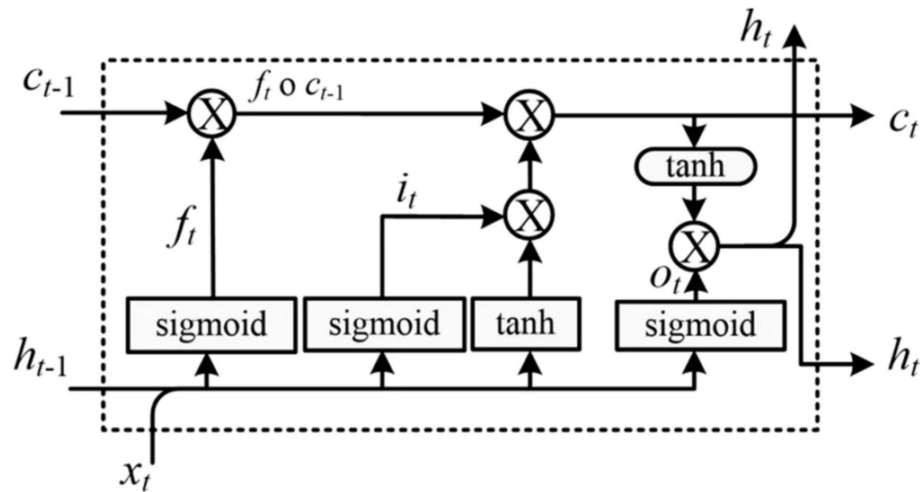 h_t
c_{t-1}
X
f_t o c_{t-1}
X
c_t
tanh
i_t
X
f_t
X
o_t
sigmoid
sigmoid
tanh
sigmoid
h_{t-1}
h_t
x_t